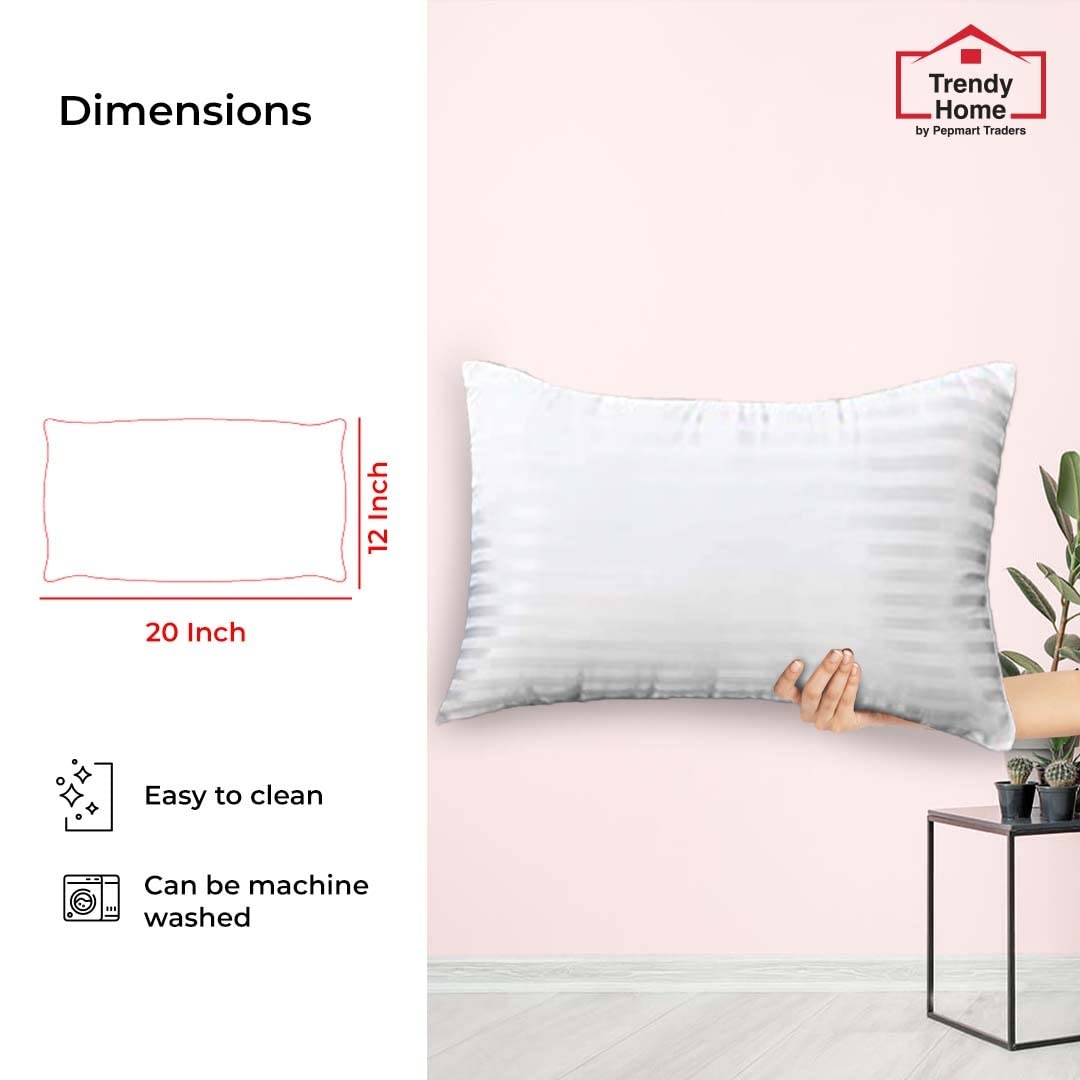 Dimensions
Trendy
Home
by Pepmart Traders
12 Inch
20 Inch
Easy to clean
Can be machine
washed